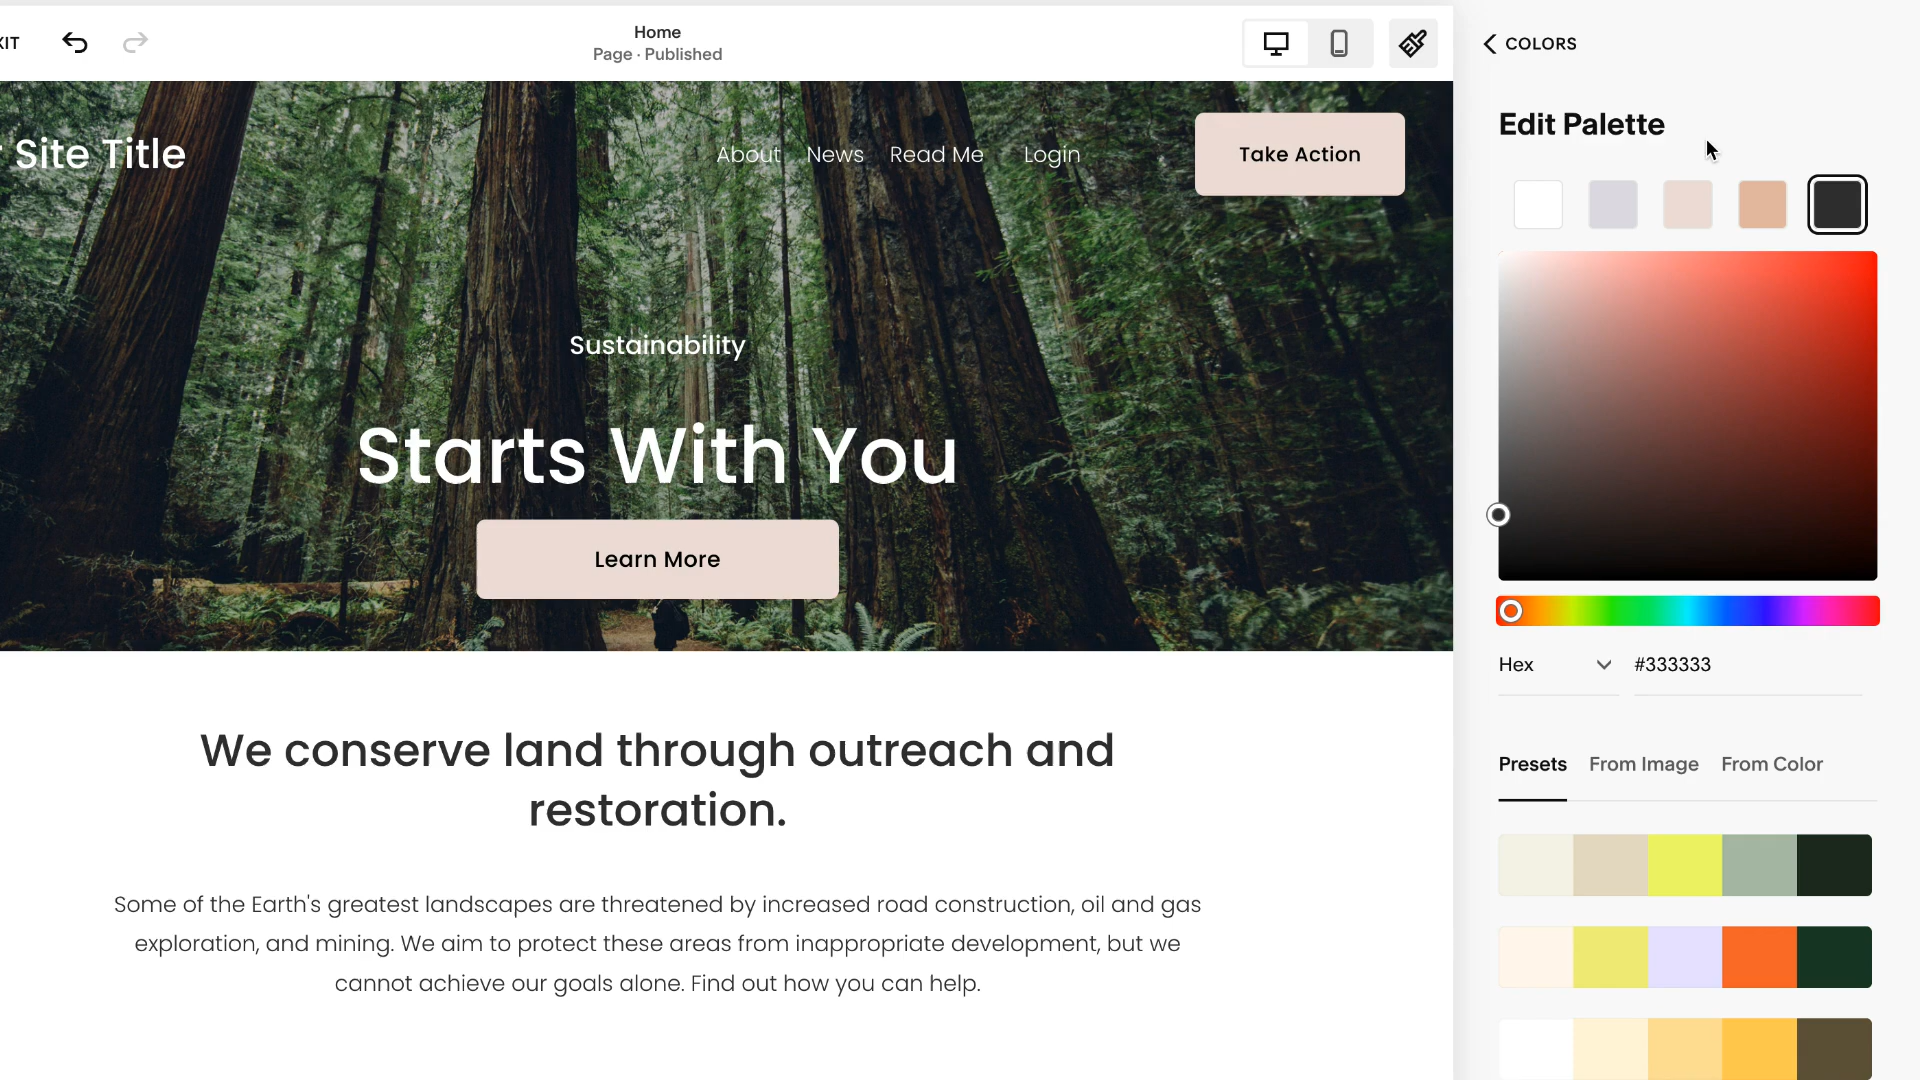 XIT
Home
Page · Published
COLORS
Edit Palette
Site Title
About News Read Me Login
Take Action
Sustainability
Starts With You
Learn More
Hex #333333
Presets From Image From Color
We conserve land through outreach and
restoration.
Some of the Earth's greatest landscapes are threatened by increased road construction, oil and gas
exploration, and mining. We aim to protect these areas from inappropriate development, but we
cannot achieve our goals alone. Find out how you can help.